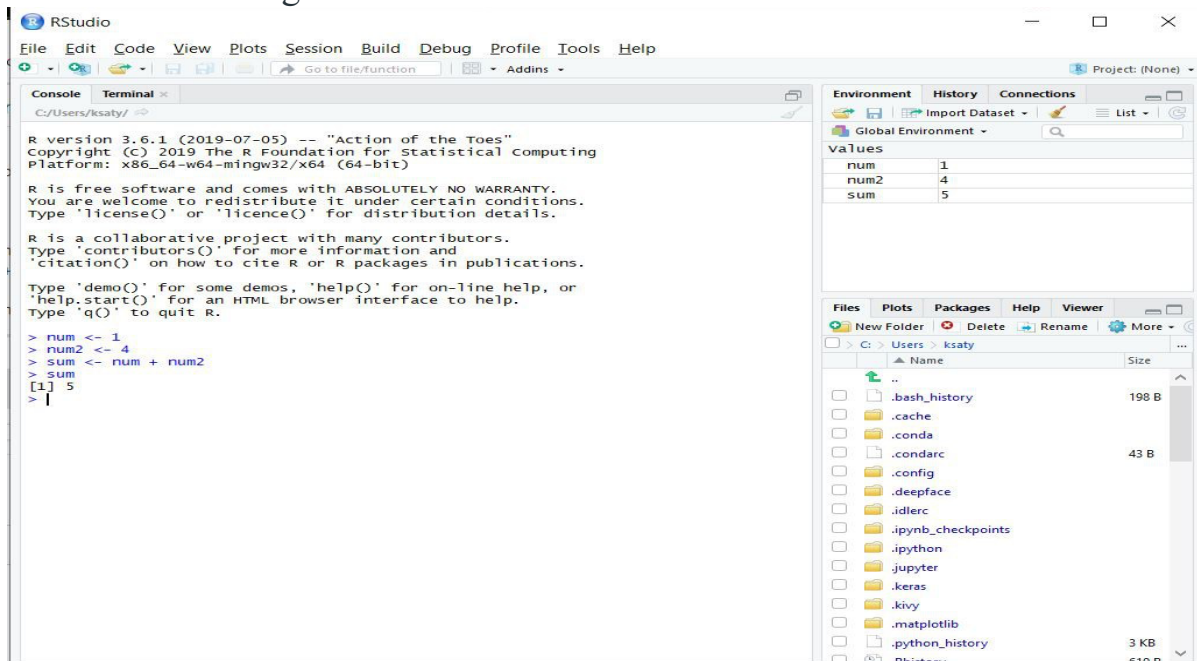 RStudio
File Edit Code View Plots Session Build Debug Profile Tools Help
Go to file/function Addins Project: (None)
Console Terminal
C:/Users/ksaty/
R version 3.6.1 (2019-07-05) -- "Action of the Toes"
Copyright (C) 2019 The R Foundation for Statistical Computing
Platform: x86_64-w64-mingw32/x64 (64-bit)
R is free software and comes with ABSOLUTELY NO WARRANTY.
You are welcome to redistribute it under certain conditions.
Type 'license()' or 'licence()' for distribution details.
R is a collaborative project with many contributors.
Type 'contributors()' for more information and
'citation()' on how to cite R or R packages in publications.
Type 'demo()' for some demos, 'help()' for on-line help, or
'help.start()' for an HTML browser interface to help.
Type 'q()' to quit R.
> num <- 1
> num2 <- 4
> sum <- num + num2
> sum
[1] 5
>
Environment History Connections
Import Dataset List
Global Environment
Values
num 1
num2 4
sum 5
Files Plots Packages Help Viewer
New Folder Delete Rename More
C: > Users > ksaty ...
Name Size
..
.bash_history 198 B
.cache
.conda
.condarc 43 B
.config
.deepface
.idlerc
.ipynb_checkpoints
.ipython
.jupyter
.keras
.kivy
.matplotlib
.python_history 3 KB